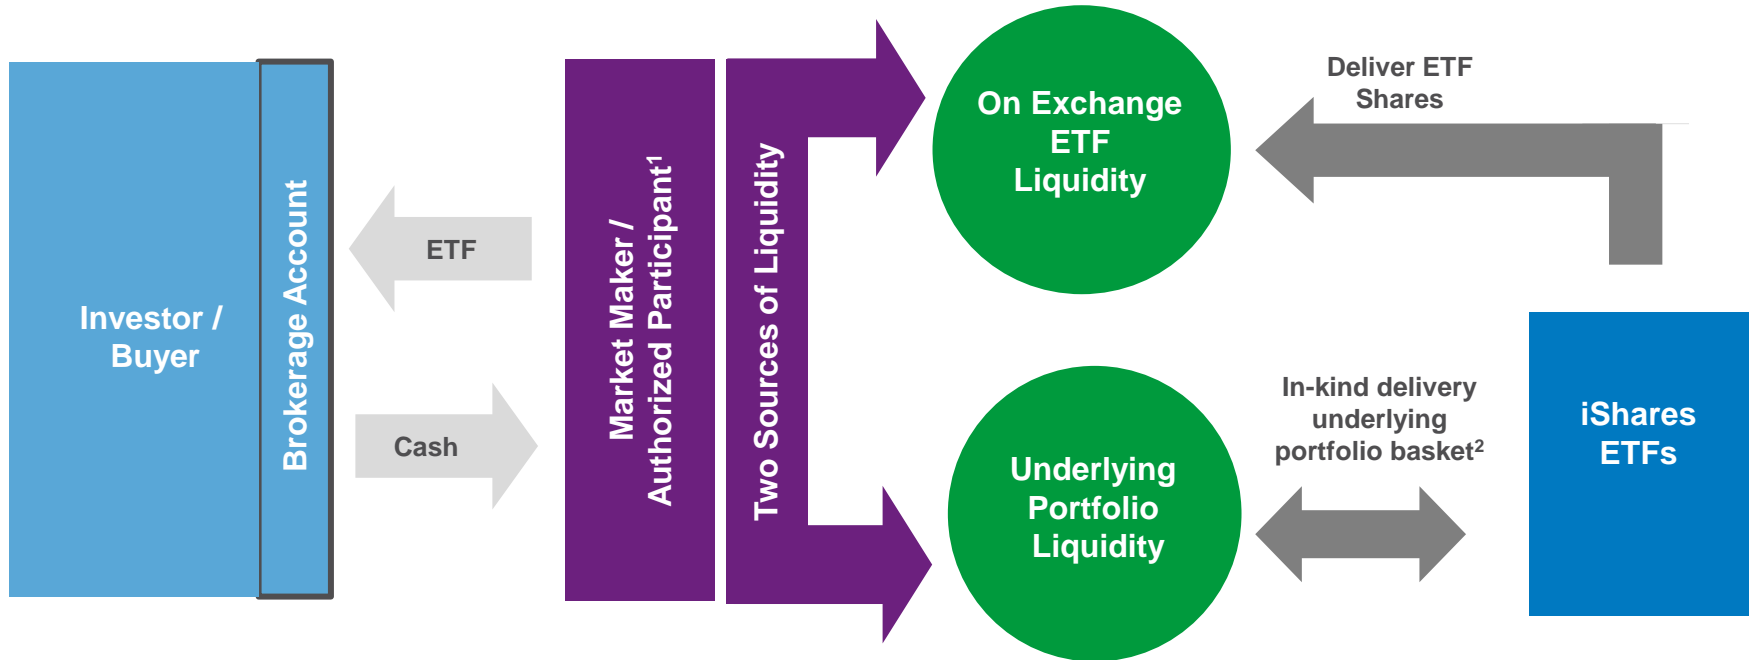 Investor /
Buyer
Brokerage Account
ETF
Cash
Market Maker /
Authorized Participant¹
Two Sources of Liquidity
On Exchange
ETF
Liquidity
Underlying
Portfolio
Liquidity
Deliver ETF
Shares
In-kind delivery
underlying
portfolio basket²
iShares
ETFs